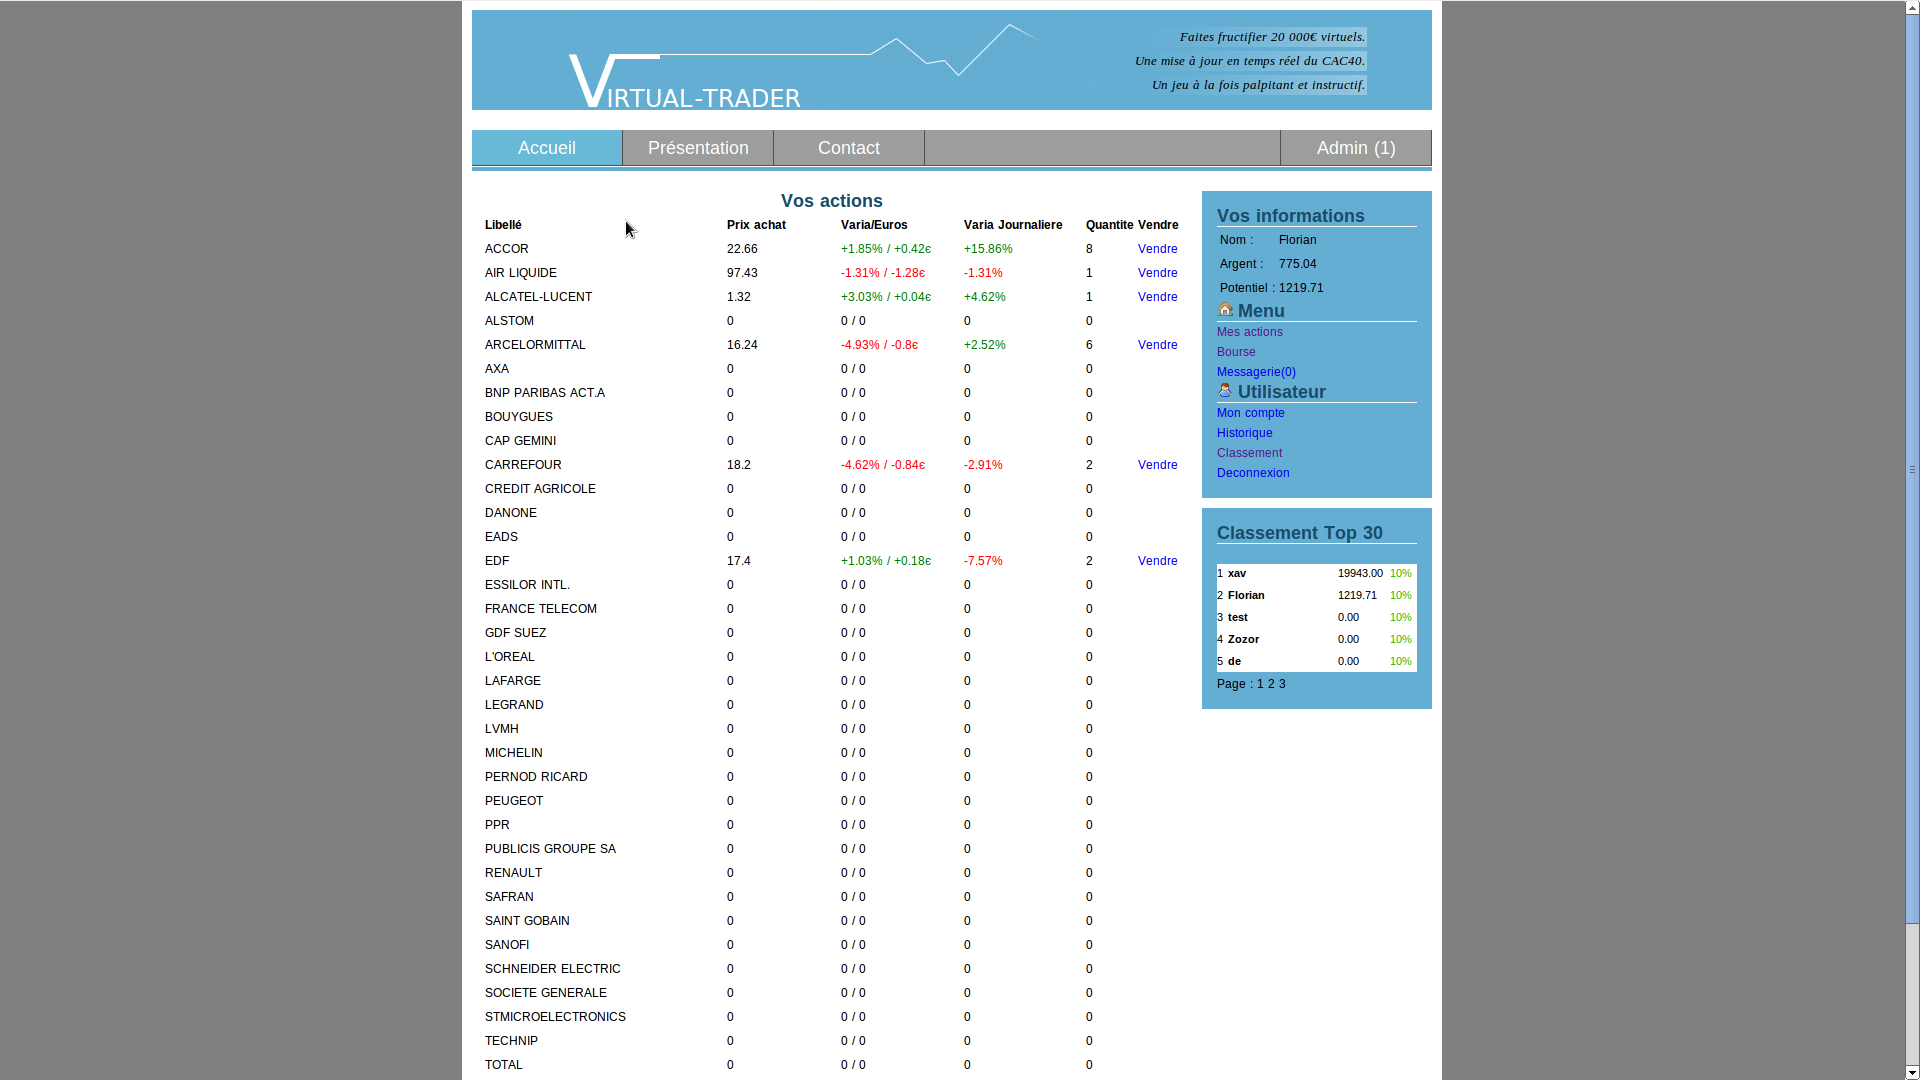 VIRTUAL-TRADER
Faites fructifier 20 000€ virtuels.
Une mise à jour en temps réel du CAC40.
Un jeu à la fois palpitant et instructif.
Accueil Présentation Contact Admin (1)
Vos actions
Libellé Prix achat Varia/Euros Varia Journaliere Quantite Vendre
ACCOR 22.66 +1.85% / +0.42€ +15.86% 8 Vendre
AIR LIQUIDE 97.43 -1.31% / -1.28€ -1.31% 1 Vendre
ALCATEL-LUCENT 1.32 +3.03% / +0.04€ +4.62% 1 Vendre
ALSTOM 0 0 / 0 0 0
ARCELORMITTAL 16.24 -4.93% / -0.8€ +2.52% 6 Vendre
AXA 0 0 / 0 0 0
BNP PARIBAS ACT.A 0 0 / 0 0 0
BOUYGUES 0 0 / 0 0 0
CAP GEMINI 0 0 / 0 0 0
CARREFOUR 18.2 -4.62% / -0.84€ -2.91% 2 Vendre
CREDIT AGRICOLE 0 0 / 0 0 0
DANONE 0 0 / 0 0 0
EADS 0 0 / 0 0 0
EDF 17.4 +1.03% / +0.18€ -7.57% 2 Vendre
ESSILOR INTL. 0 0 / 0 0 0
FRANCE TELECOM 0 0 / 0 0 0
GDF SUEZ 0 0 / 0 0 0
L'OREAL 0 0 / 0 0 0
LAFARGE 0 0 / 0 0 0
LEGRAND 0 0 / 0 0 0
LVMH 0 0 / 0 0 0
MICHELIN 0 0 / 0 0 0
PERNOD RICARD 0 0 / 0 0 0
PEUGEOT 0 0 / 0 0 0
PPR 0 0 / 0 0 0
PUBLICIS GROUPE SA 0 0 / 0 0 0
RENAULT 0 0 / 0 0 0
SAFRAN 0 0 / 0 0 0
SAINT GOBAIN 0 0 / 0 0 0
SANOFI 0 0 / 0 0 0
SCHNEIDER ELECTRIC 0 0 / 0 0 0
SOCIETE GENERALE 0 0 / 0 0 0
STMICROELECTRONICS 0 0 / 0 0 0
TECHNIP 0 0 / 0 0 0
TOTAL 0 0 / 0 0 0
Vos informations
Nom : Florian
Argent : 775.04
Potentiel : 1219.71
Menu
Mes actions
Bourse
Messagerie(0)
Utilisateur
Mon compte
Historique
Classement
Deconnexion
Classement Top 30
1 xav 19943.00 10%
2 Florian 1219.71 10%
3 test 0.00 10%
4 Zozor 0.00 10%
5 de 0.00 10%
Page : 1 2 3